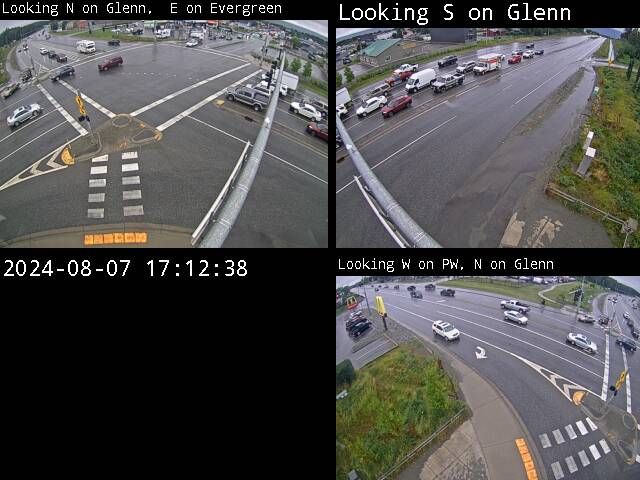 Looking N on Glenn,  E on Evergreen
Looking S on Glenn
2024-08-07 17:12:38
Looking W on PW, N on Glenn